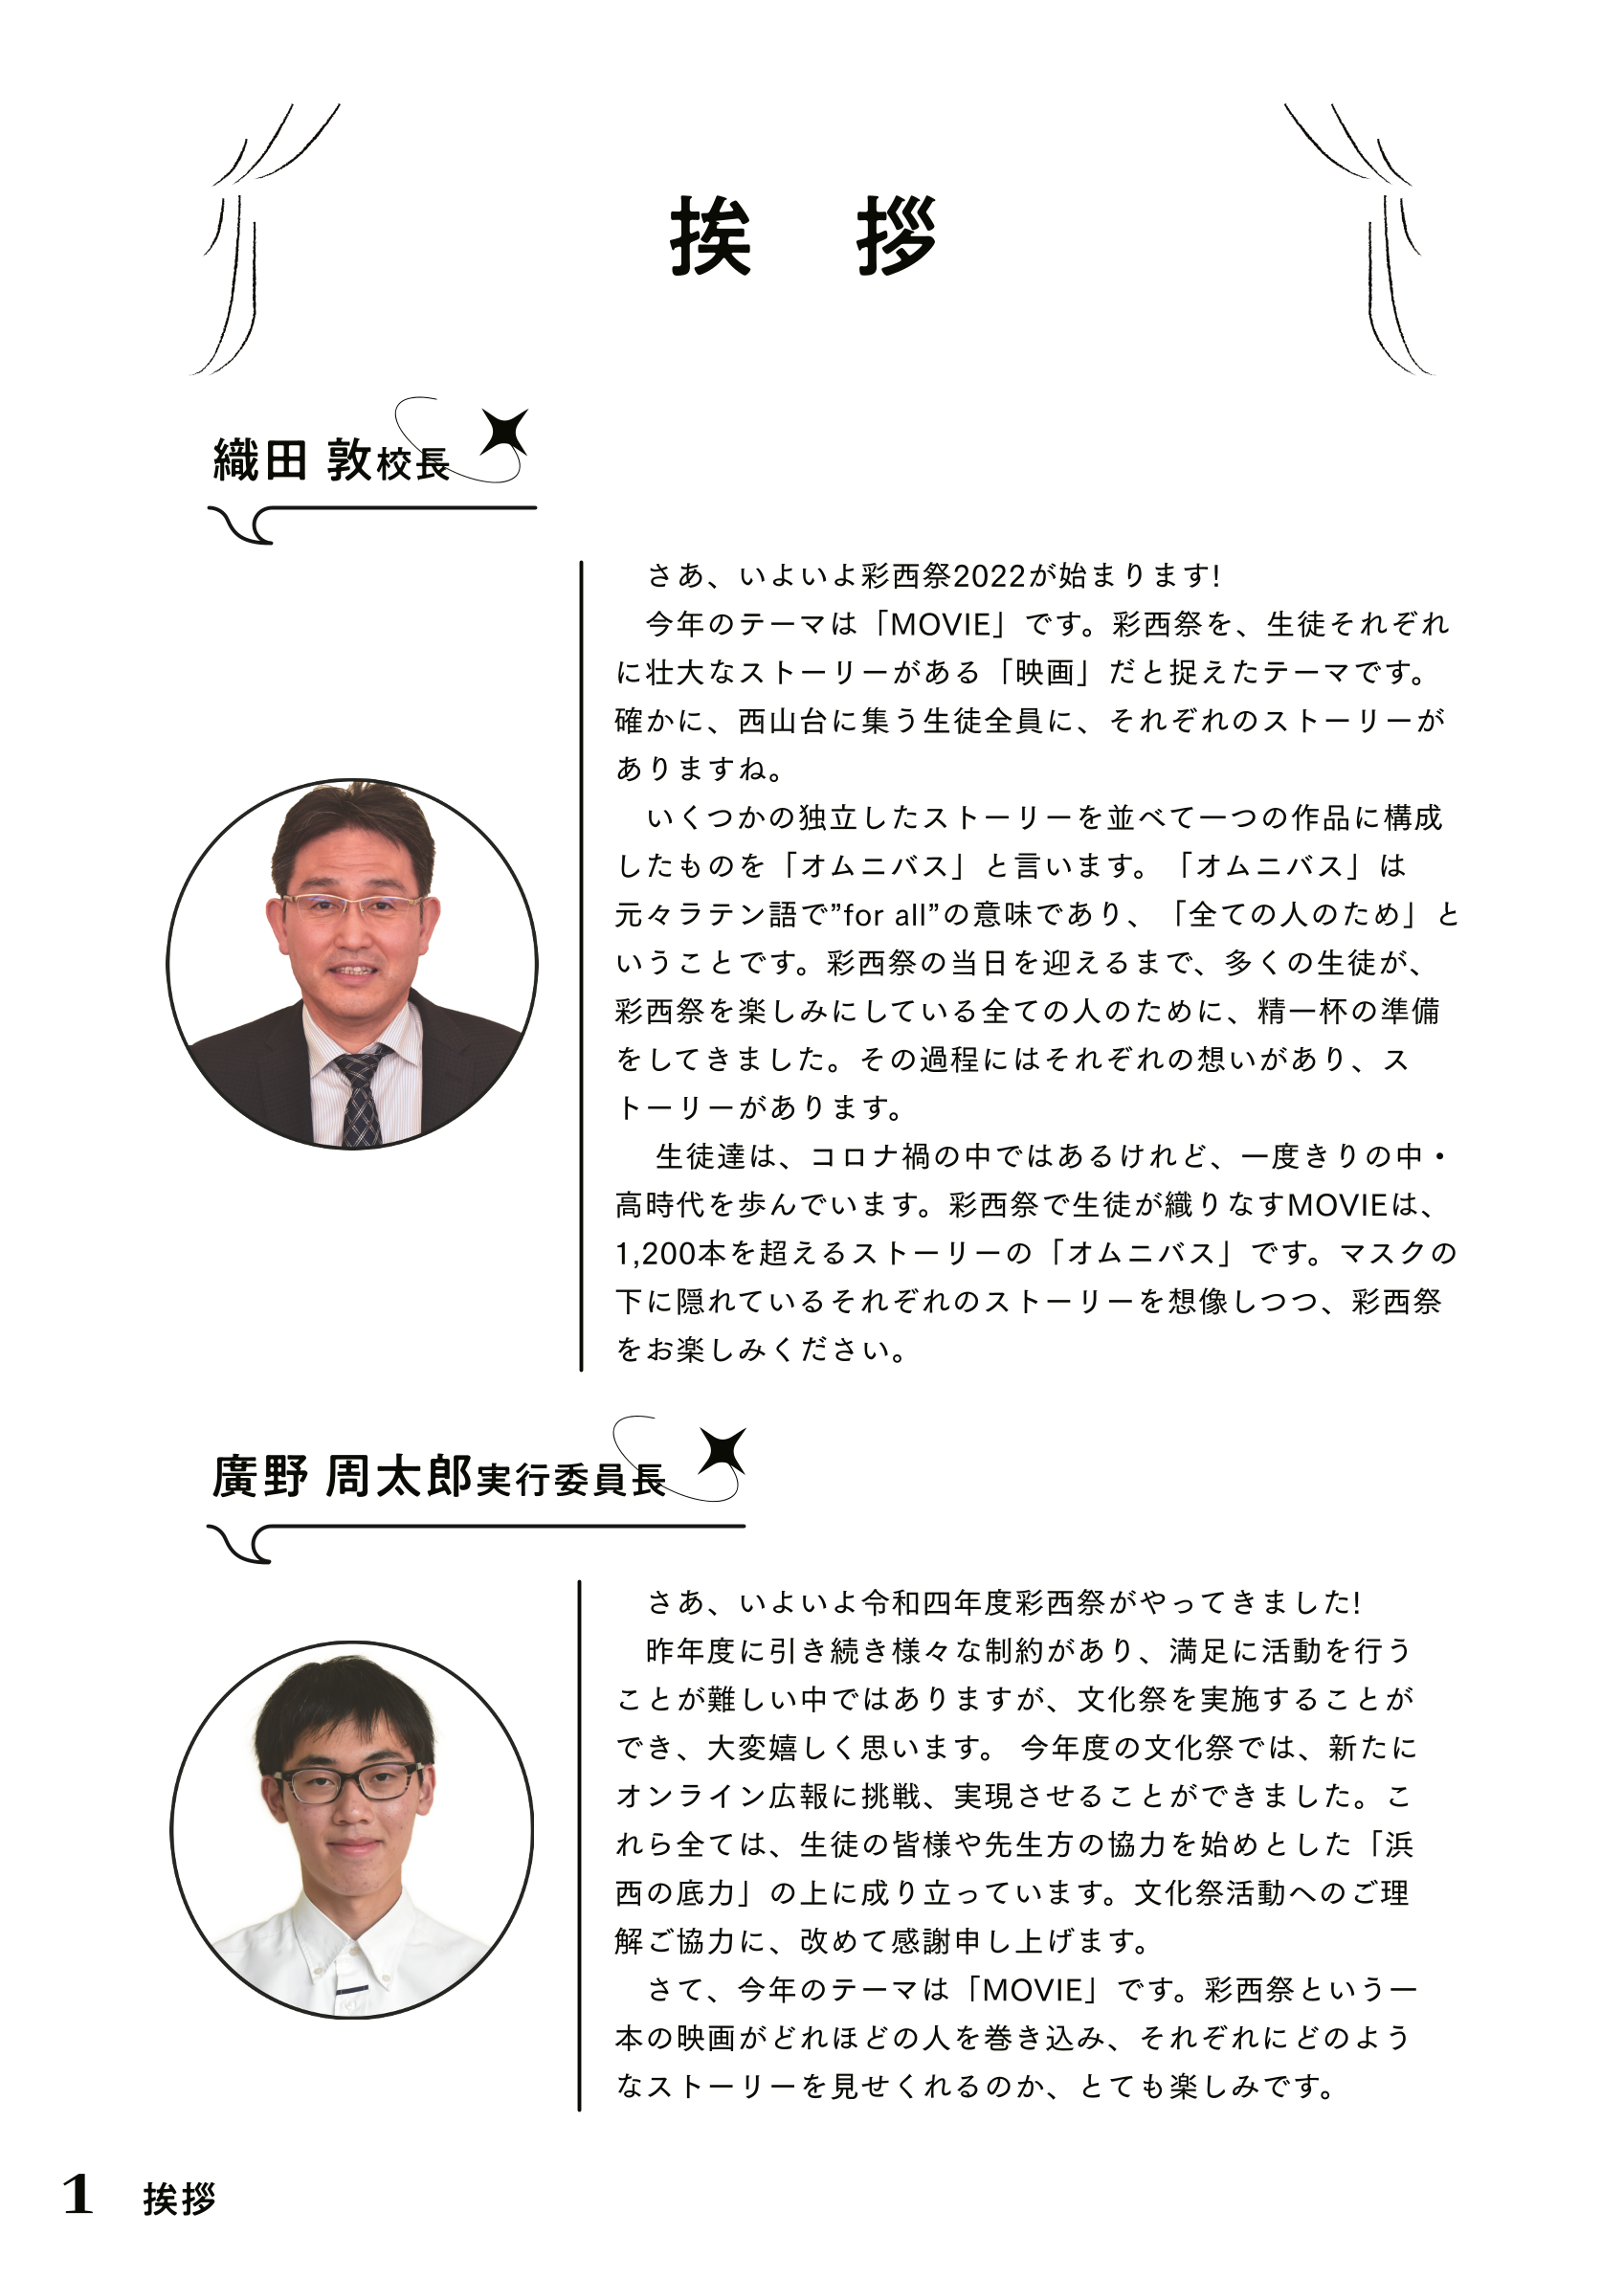 挨　拶
織田 敦校長
さあ、いよいよ彩西祭2022が始まります!
今年のテーマは「MOVIE」です。彩西祭を、生徒それぞれ
に壮大なストーリーがある「映画」だと捉えたテーマです。
確かに、西山台に集う生徒全員に、それぞれのストーリーが
ありますね。
いくつかの独立したストーリーを並べて一つの作品に構成
したものを「オムニバス」と言います。「オムニバス」は
元々ラテン語で”for all”の意味であり、「全ての人のため」と
いうことです。彩西祭の当日を迎えるまで、多くの生徒が、
彩西祭を楽しみにしている全ての人のために、精一杯の準備
をしてきました。その過程にはそれぞれの想いがあり、ス
トーリーがあります。
生徒達は、コロナ禍の中ではあるけれど、一度きりの中・
高時代を歩んでいます。彩西祭で生徒が織りなすMOVIEは、
1,200本を超えるストーリーの「オムニバス」です。マスクの
下に隠れているそれぞれのストーリーを想像しつつ、彩西祭
をお楽しみください。
廣野 周太郎実行委員長
さあ、いよいよ令和四年度彩西祭がやってきました!
昨年度に引き続き様々な制約があり、満足に活動を行う
ことが難しい中ではありますが、文化祭を実施することが
でき、大変嬉しく思います。 今年度の文化祭では、新たに
オンライン広報に挑戦、実現させることができました。こ
れら全ては、生徒の皆様や先生方の協力を始めとした「浜
西の底力」の上に成り立っています。文化祭活動へのご理
解ご協力に、改めて感謝申し上げます。
さて、今年のテーマは「MOVIE」です。彩西祭という一
本の映画がどれほどの人を巻き込み、それぞれにどのよう
なストーリーを見せくれるのか、とても楽しみです。
1 挨拶